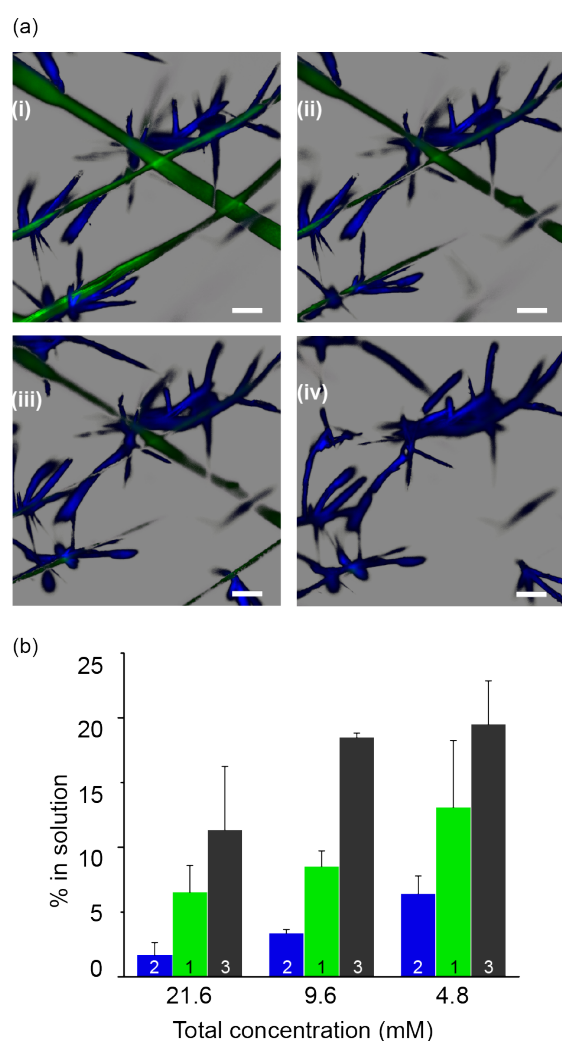 (a)
(i)
(ii)
(iii)
(iv)
(b)
25
20
15
10
5
0
% in solution
2 1 3 2 1 3 2 1 3
21.6 9.6 4.8
Total concentration (mM)